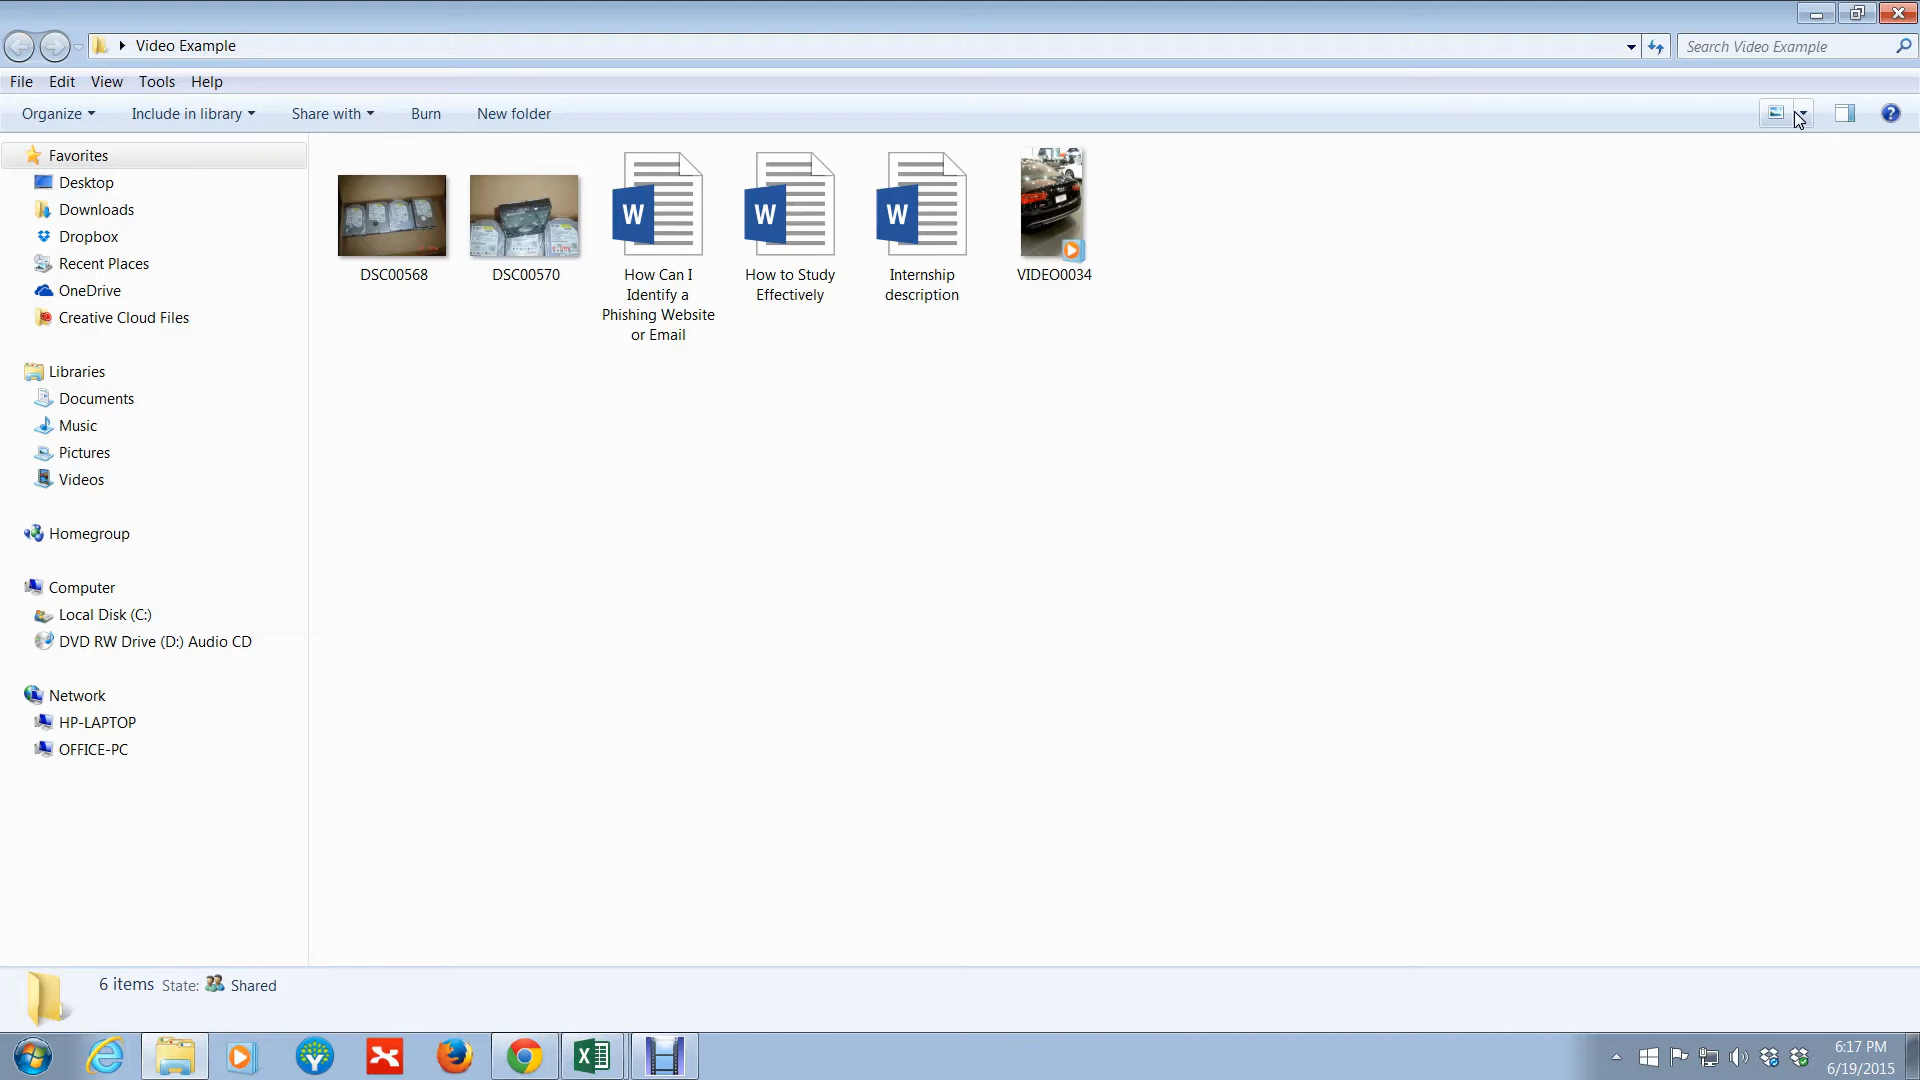 Video Example
Search Video Example
File Edit View Tools Help
Organize Include in library Share with Burn New folder
Favorites
Desktop
Downloads
Dropbox
Recent Places
OneDrive
Creative Cloud Files
Libraries
Documents
Music
Pictures
Videos
Homegroup
Computer
Local Disk (C:)
DVD RW Drive (D:) Audio CD
Network
HP-LAPTOP
OFFICE-PC
DSC00568
DSC00570
W
How Can I
Identify a
Phishing Website
or Email
W
How to Study
Effectively
W
Internship
description
VIDEO0034
6 items State: Shared
6:17 PM
6/19/2015